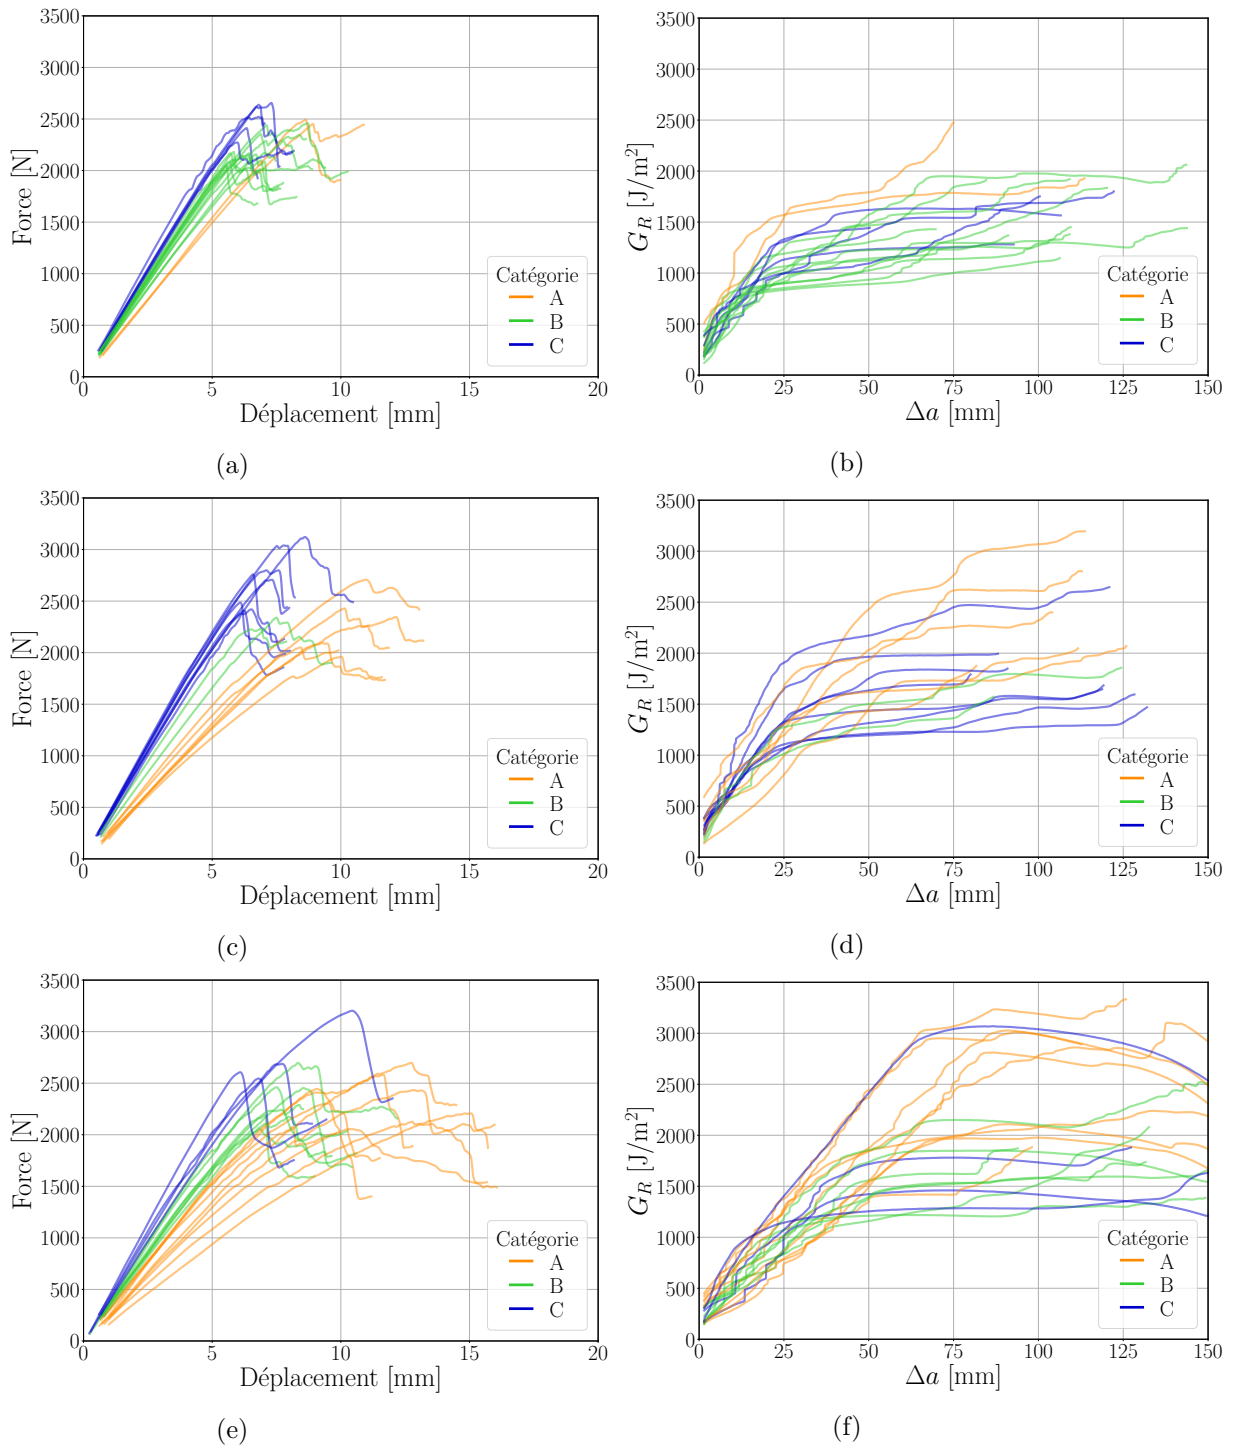 3500
3000
2500
2000
1500
1000
500
0
Force [N]
0 5 10 15 20
Déplacement [mm]
Catégorie
A
B
C
(a)
3500
3000
2500
2000
1500
1000
500
0
G_R [J/m²]
0 25 50 75 100 125 150
Δa [mm]
Catégorie
A
B
C
(b)
3500
3000
2500
2000
1500
1000
500
0
Force [N]
0 5 10 15 20
Déplacement [mm]
Catégorie
A
B
C
(c)
3500
3000
2500
2000
1500
1000
500
0
G_R [J/m²]
0 25 50 75 100 125 150
Δa [mm]
Catégorie
A
B
C
(d)
3500
3000
2500
2000
1500
1000
500
0
Force [N]
0 5 10 15 20
Déplacement [mm]
Catégorie
A
B
C
(e)
3500
3000
2500
2000
1500
1000
500
0
G_R [J/m²]
0 25 50 75 100 125 150
Δa [mm]
Catégorie
A
B
C
(f)